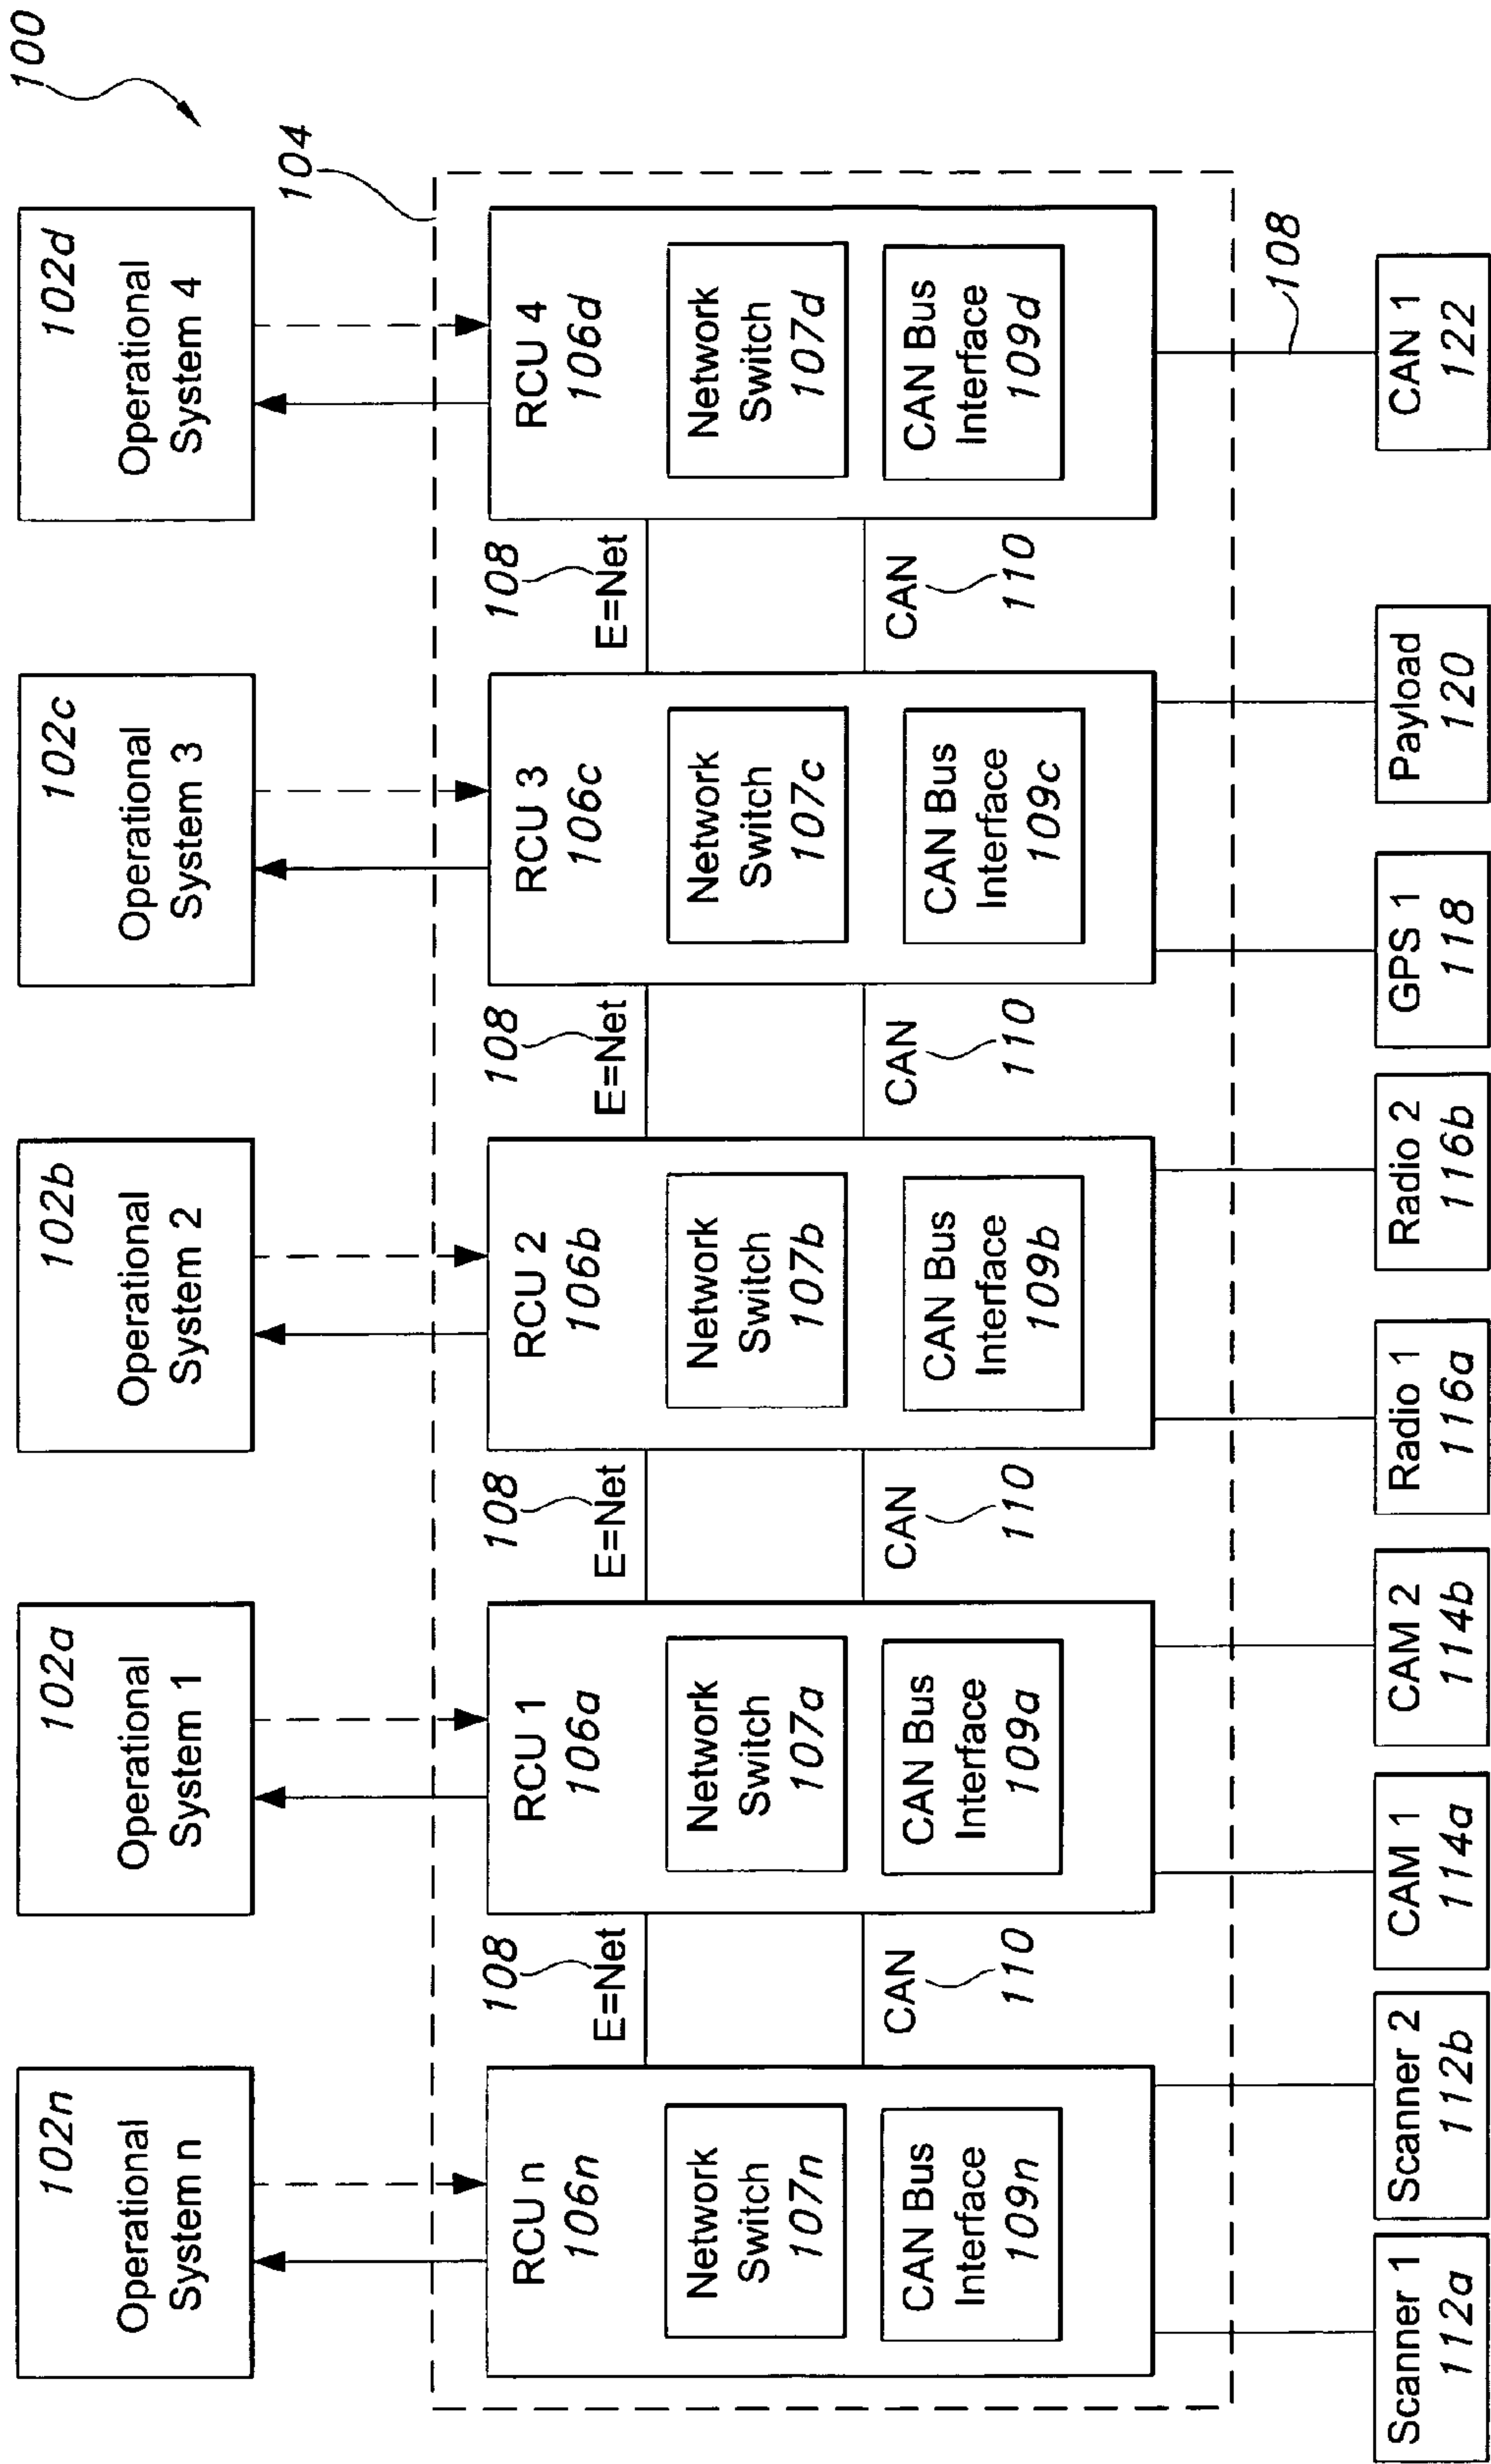 100
102n
Operational
System n
102a
Operational
System 1
102b
Operational
System 2
102c
Operational
System 3
102d
Operational
System 4
104
RCU n
106n
Network
Switch
107n
CAN Bus
Interface
109n
108
E=Net
CAN
110
RCU 1
106a
Network
Switch
107a
CAN Bus
Interface
109a
108
E=Net
CAN
110
RCU 2
106b
Network
Switch
107b
CAN Bus
Interface
109b
108
E=Net
CAN
110
RCU 3
106c
Network
Switch
107c
CAN Bus
Interface
109c
108
E=Net
CAN
110
RCU 4
106d
Network
Switch
107d
CAN Bus
Interface
109d
108
Scanner 1
112a
Scanner 2
112b
CAM 1
114a
CAM 2
114b
Radio 1
116a
Radio 2
116b
GPS 1
118
Payload
120
CAN 1
122